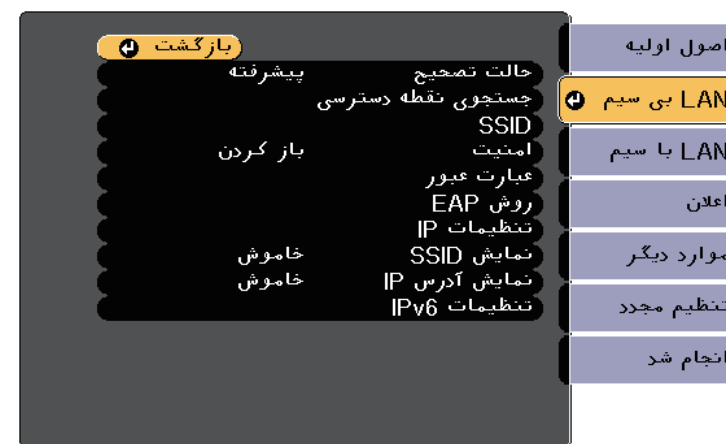 اصول اولیه
LAN بی سیم
LAN با سیم
اعلان
موارد دیگر
تنظیم مجدد
انجام شد
بازگشت
حالت تصحیح پیشرفته
جستجوی نقطه دسترسی
SSID
امنیت باز کردن
عبارت عبور
روش EAP
تنظیمات IP
نمایش SSID خاموش
نمایش آدرس IP خاموش
تنظیمات IPv6